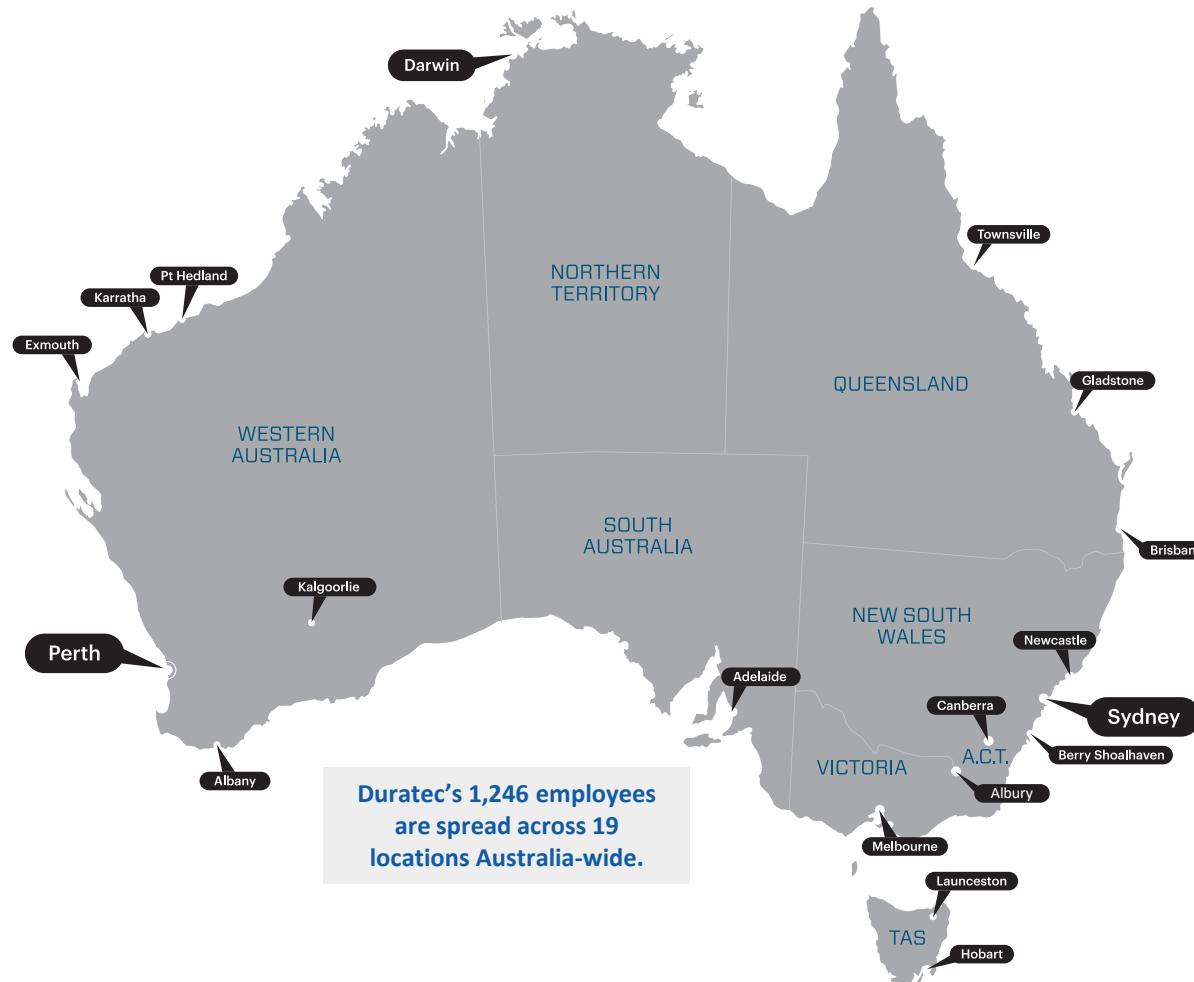 Darwin
Townsville
NORTHERN
TERRITORY
Pt Hedland
Karratha
Exmouth
Gladstone
QUEENSLAND
WESTERN
AUSTRALIA
SOUTH
AUSTRALIA
Brisban
Kalgoorlie
NEW SOUTH
WALES
Newcastle
Perth
Adelaide
Canberra
Sydney
A.C.T.
Berry Shoalhaven
VICTORIA
Albany
Albury
Duratec’s 1,246 employees
are spread across 19
locations Australia-wide.
Melbourne
Launceston
TAS
Hobart